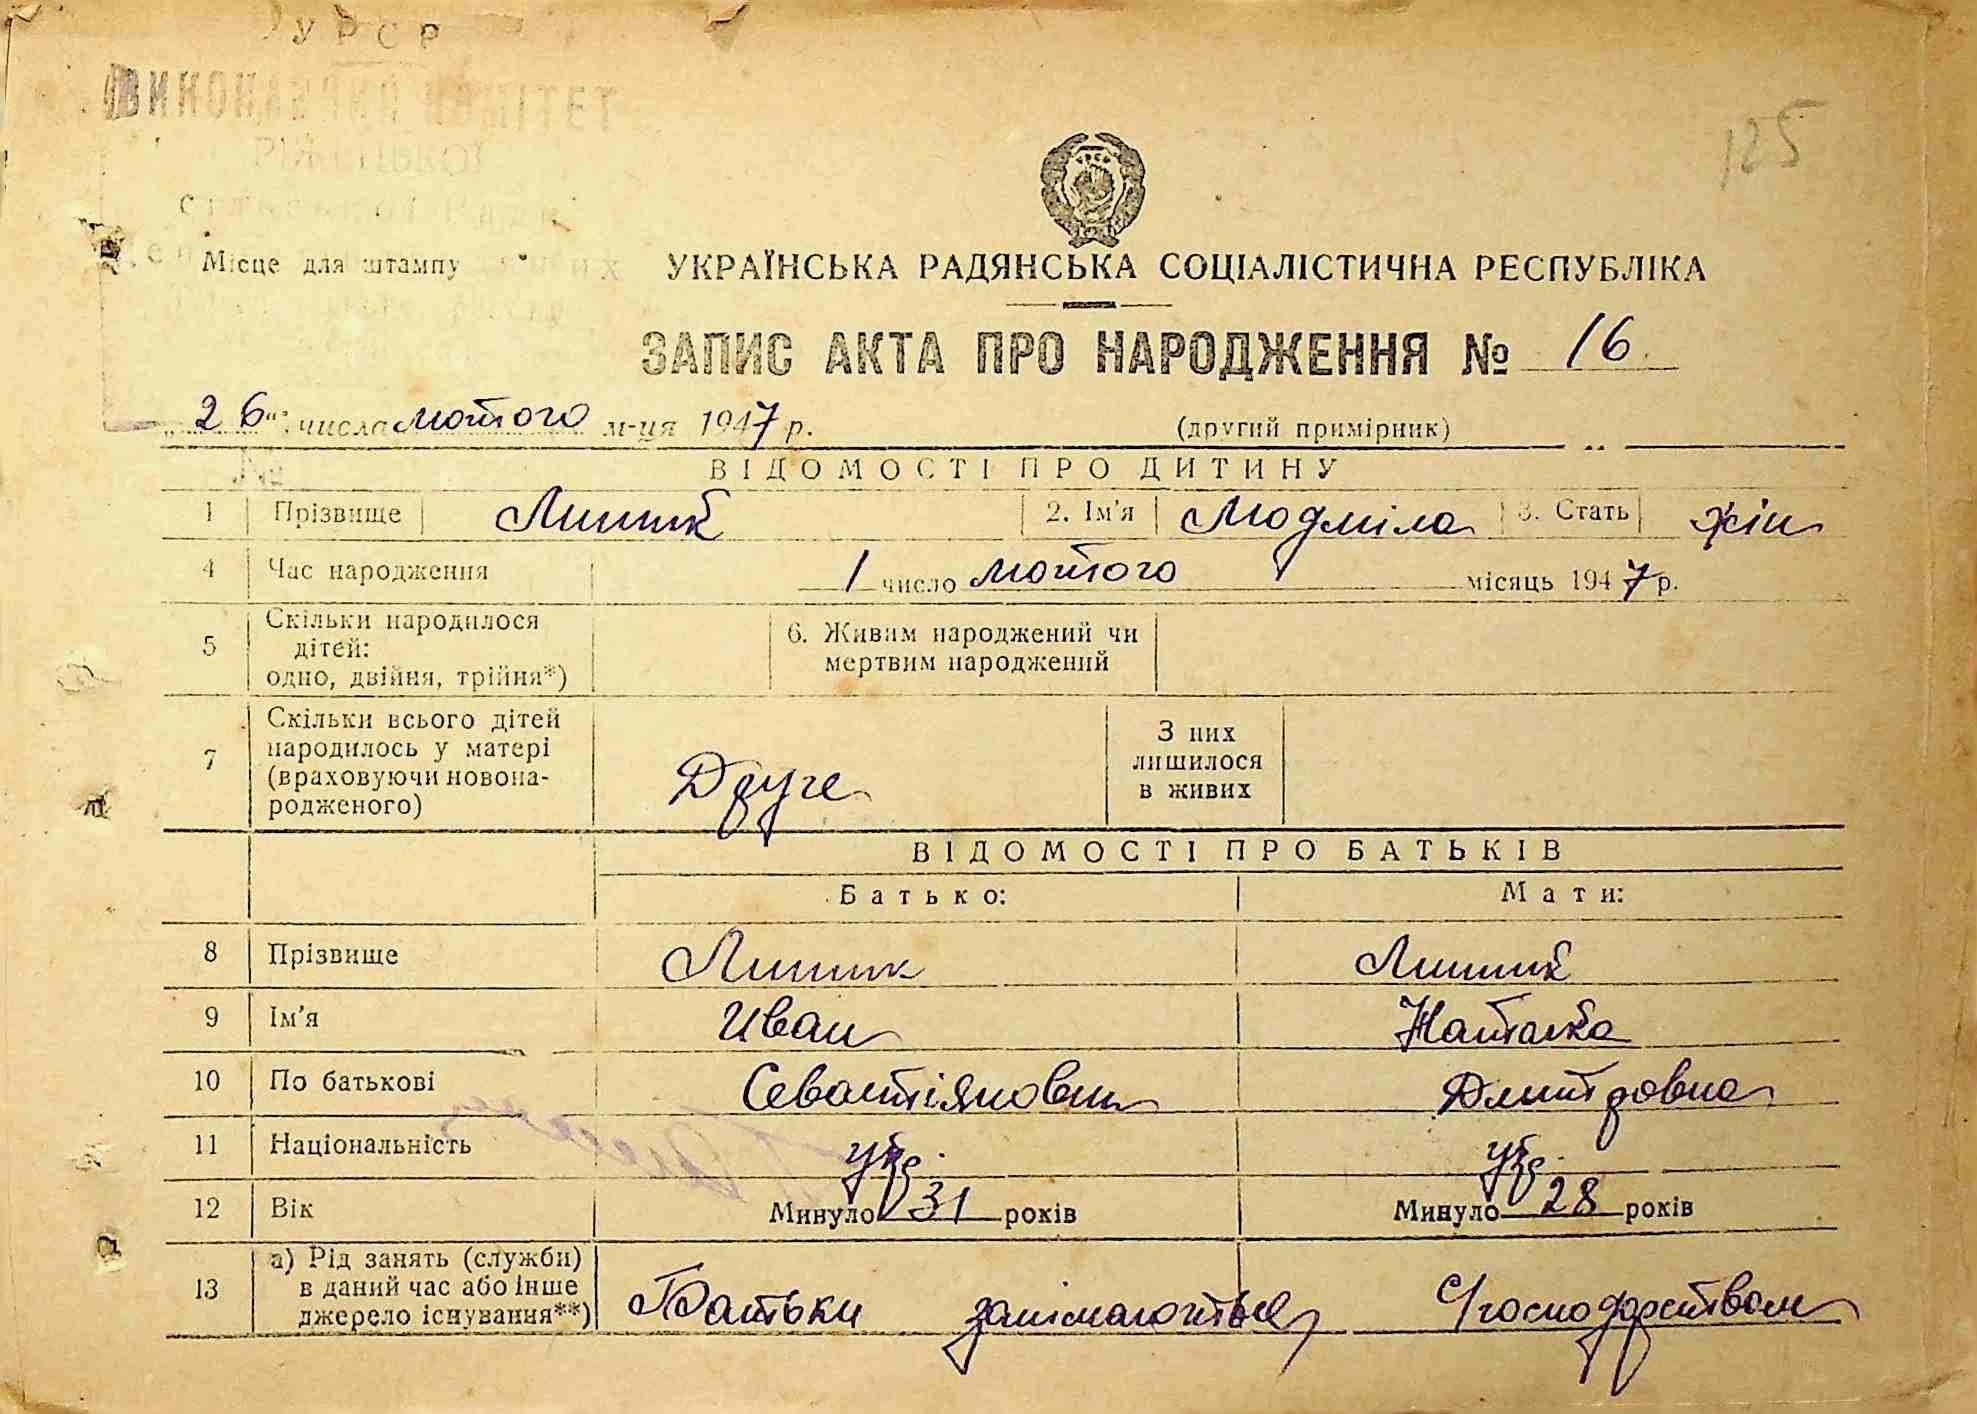 УРСР
ВИКОНАВЧИЙ КОМІТЕТ
125
Місце для штампу
УКРАЇНСЬКА РАДЯНСЬКА СОЦІАЛІСТИЧНА РЕСПУБЛІКА
ЗАПИС АКТА ПРО НАРОДЖЕННЯ № 16
„26“ числа лютого м-ця 1947 р. (другий примірник)
ВІДОМОСТІ ПРО ДИТИНУ
1 Прізвище 2. Ім'я Людміла 3. Стать жін
4 Час народження 1 число лютого місяць 1947 р.
5 Скільки народилося дітей: одно, двійня, трійня*) 6. Живим народжений чи мертвим народжений
7 Скільки всього дітей народилось у матері (враховуючи новонародженого) Друге З них лишилося в живих
ВІДОМОСТІ ПРО БАТЬКІВ
Батько: Мати:
8 Прізвище
9 Ім'я Иван Наталка
10 По батькові Севастіянович Дмитровна
11 Національність укр. укр.
12 Вік Минуло 31 років Минуло 28 років
13 а) Рід занять (служби) в даний час або інше джерело існування**) Батьки занімаються господарством